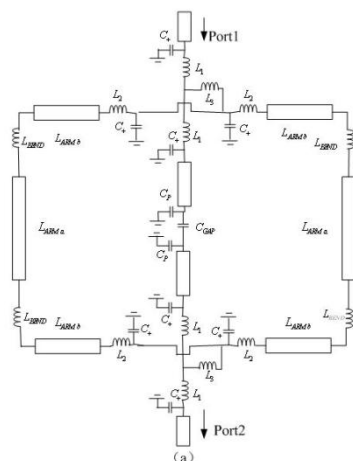 C+ Port1
L1
L2 L3 L2
C+ C+ L1 C+
LBEND LARM b LARM b LBEND
CP
LARM a CGAP LARM a
CP
LBEND LBEND
C+ C+ C+
LARM b L1 LARM b
L2 L3 L2
C+ L1
Port2
(a)